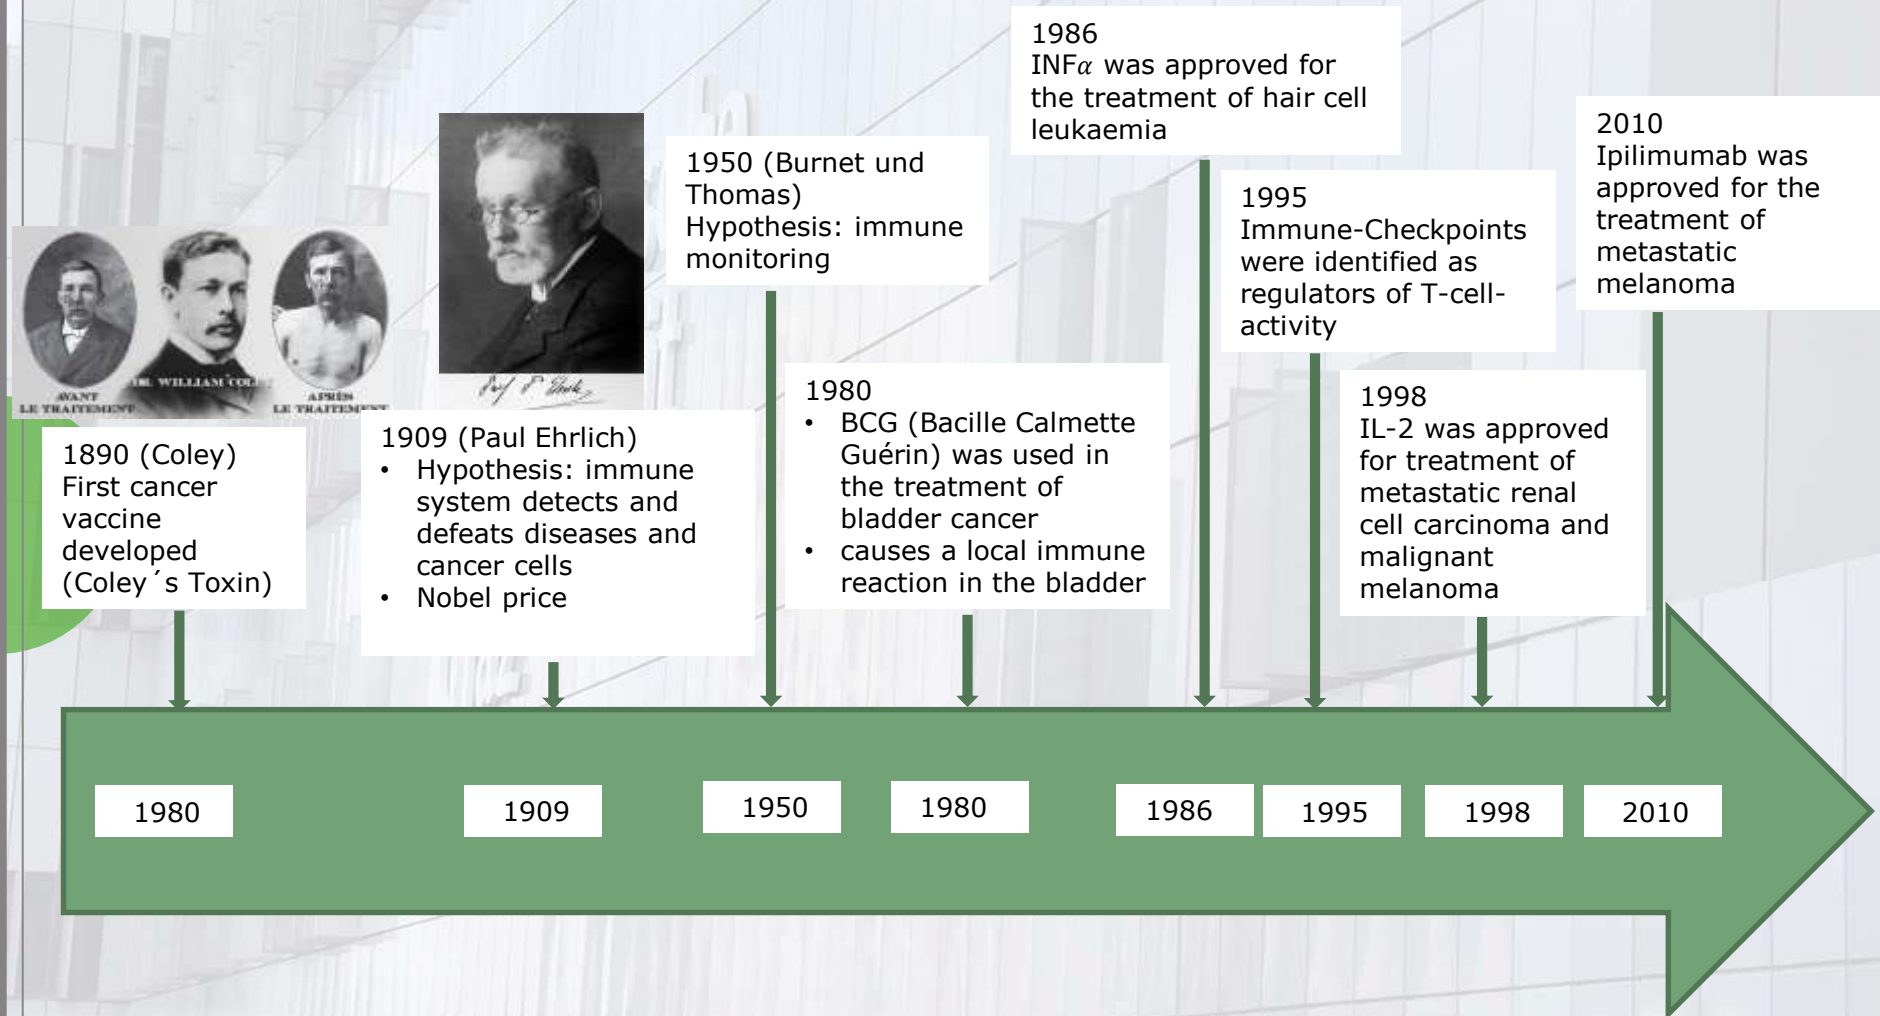 AVANT
LE TRAITEMENT
DR. WILLIAM COLEY
APRÈS
LE TRAITEMENT
1890 (Coley)
First cancer
vaccine
developed
(Coley´s Toxin)
1909 (Paul Ehrlich)
• Hypothesis: immune
system detects and
defeats diseases and
cancer cells
• Nobel price
1950 (Burnet und
Thomas)
Hypothesis: immune
monitoring
1980
• BCG (Bacille Calmette
Guérin) was used in
the treatment of
bladder cancer
• causes a local immune
reaction in the bladder
1986
INFα was approved for
the treatment of hair cell
leukaemia
1995
Immune-Checkpoints
were identified as
regulators of T-cell-
activity
1998
IL-2 was approved
for treatment of
metastatic renal
cell carcinoma and
malignant
melanoma
2010
Ipilimumab was
approved for the
treatment of
metastatic
melanoma
1980
1909
1950
1980
1986
1995
1998
2010